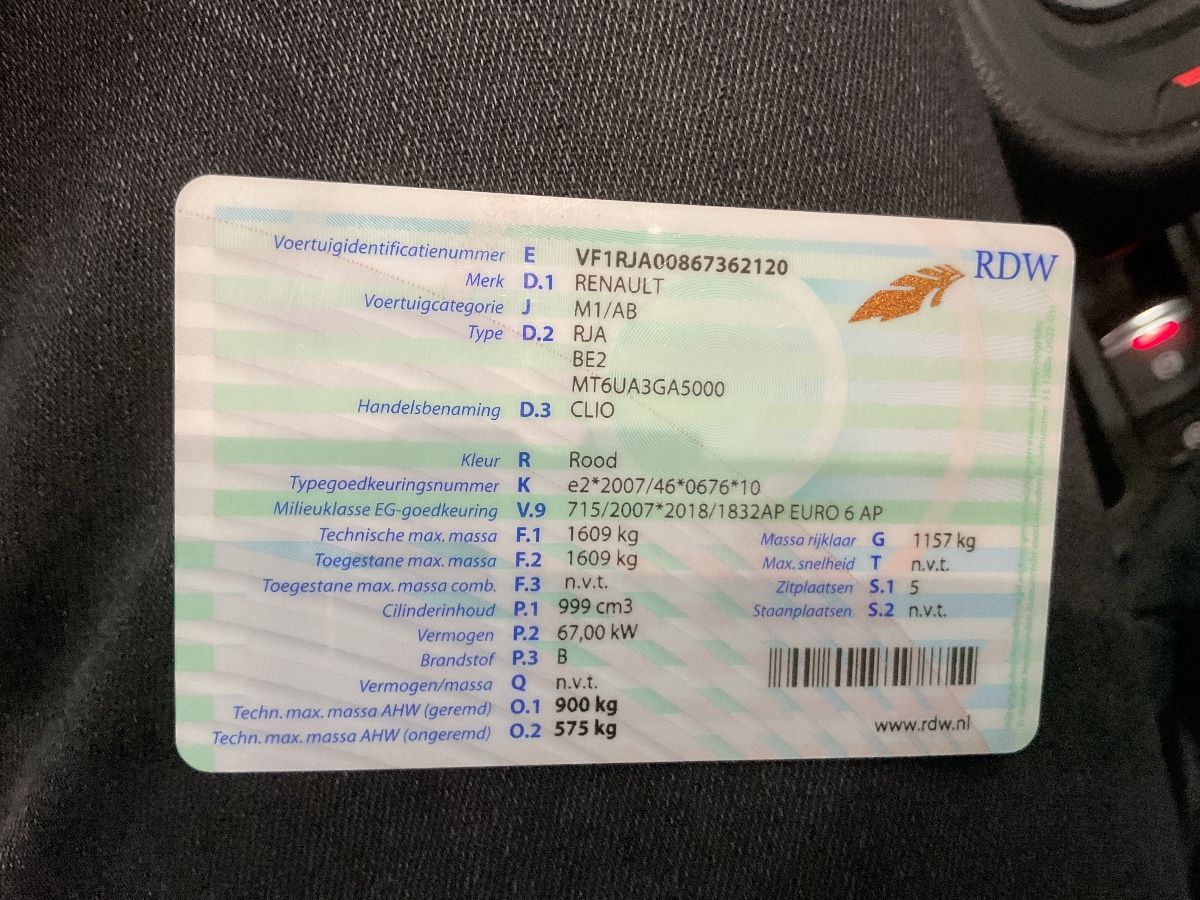 Voertuigidentificatienummer E VF1RJA00867362120
RDW
Merk D.1 RENAULT
Voertuigcategorie J M1/AB
Type D.2 RJA
BE2
MT6UA3GA5000
Handelsbenaming D.3 CLIO
Kleur R Rood
Typegoedkeuringsnummer K e2*2007/46*0676*10
Milieuklasse EG-goedkeuring V.9 715/2007*2018/1832AP EURO 6 AP
Technische max. massa F.1 1609 kg
Massa rijklaar G 1157 kg
Toegestane max. massa F.2 1609 kg
Max. snelheid T n.v.t.
Toegestane max. massa comb. F.3 n.v.t.
Zitplaatsen S.1 5
Cilinderinhoud P.1 999 cm3
Staanplaatsen S.2 n.v.t.
Vermogen P.2 67,00 kW
Brandstof P.3 B
Vermogen/massa Q n.v.t.
Techn. max. massa AHW (geremd) O.1 900 kg
Techn. max. massa AHW (ongeremd) O.2 575 kg
www.rdw.nl